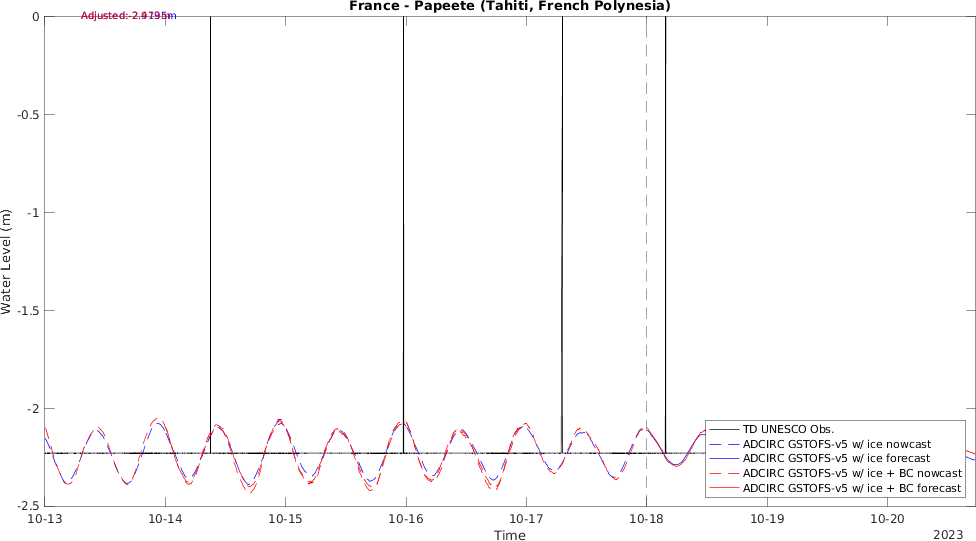 France - Papeete (Tahiti, French Polynesia)
Adjusted:
0
-0.5
-1
-1.5
-2
-2.5
Water Level (m)
TD UNESCO Obs.
ADCIRC GSTOFS-v5 w/ ice nowcast
ADCIRC GSTOFS-v5 w/ ice forecast
ADCIRC GSTOFS-v5 w/ ice + BC nowcast
ADCIRC GSTOFS-v5 w/ ice + BC forecast
10-13 10-14 10-15 10-16 10-17 10-18 10-19 10-20
Time
2023